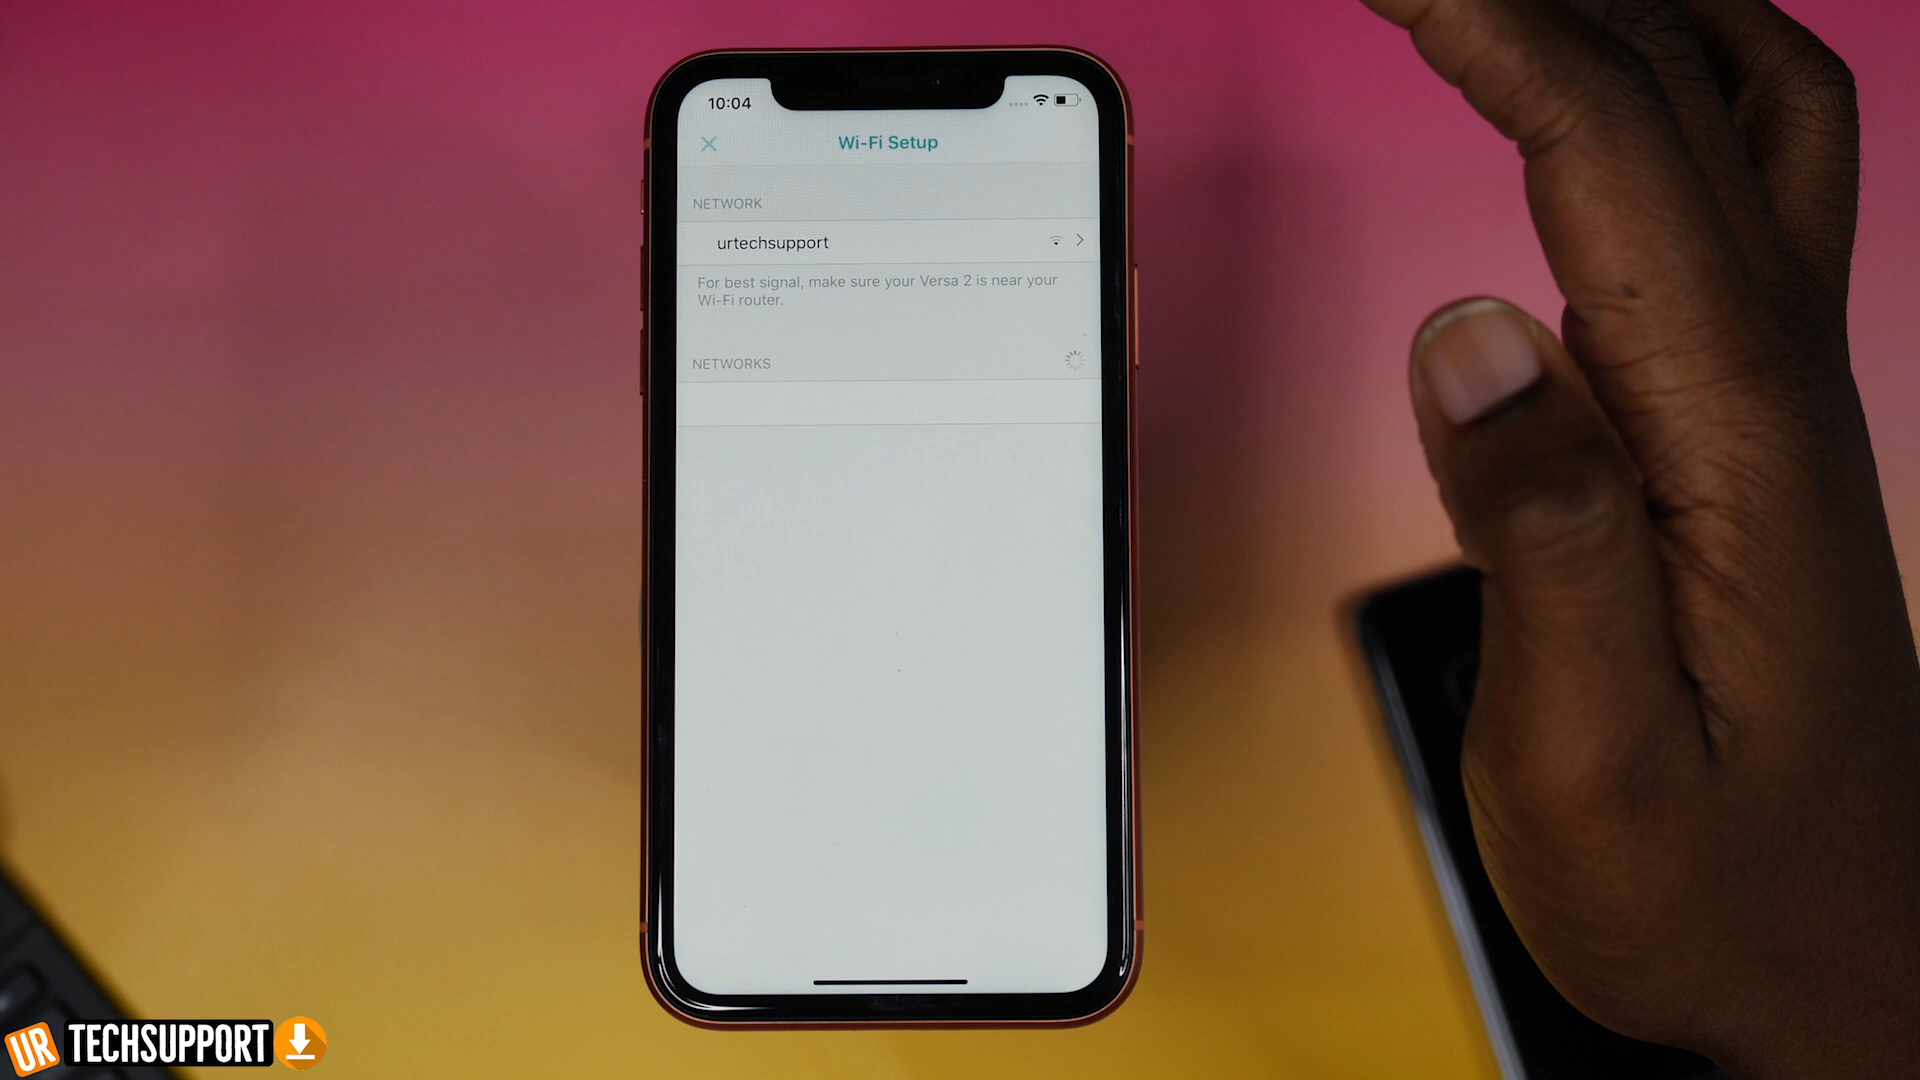 10:04
Wi-Fi Setup
NETWORK
urtechsupport
For best signal, make sure your Versa 2 is near your
Wi-Fi router.
NETWORKS
UR TECHSUPPORT